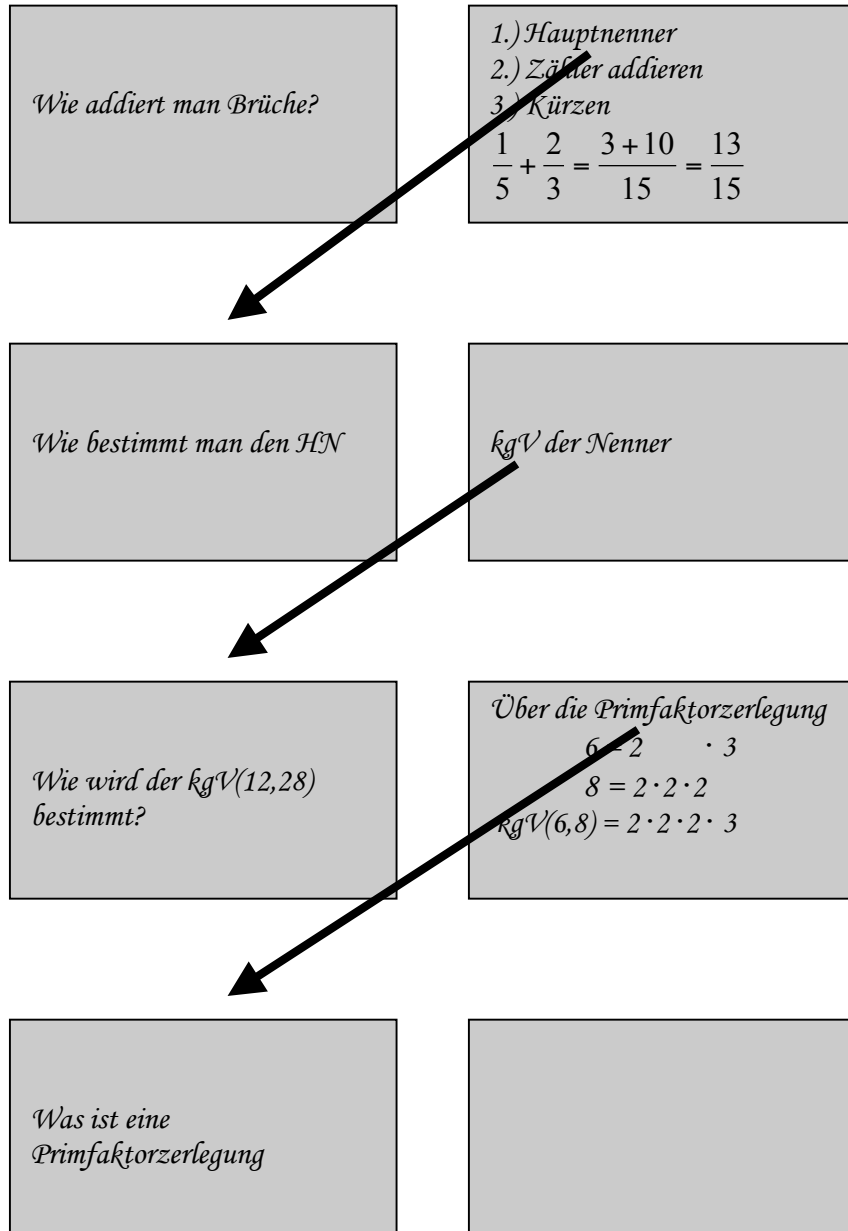 Wie addiert man Brüche?
1.) Hauptnenner
2.) Zähler addieren
3.) Kürzen
1/5 + 2/3 = 3 + 10/15 = 13/15
Wie bestimmt man den HN
kgV der Nenner
Wie wird der kgV(12,28)
bestimmt?
Über die Primfaktorzerlegung
6 = 2 · 3
8 = 2 · 2 · 2
kgV(6,8) = 2 · 2 · 2 · 3
Was ist eine
Primfaktorzerlegung